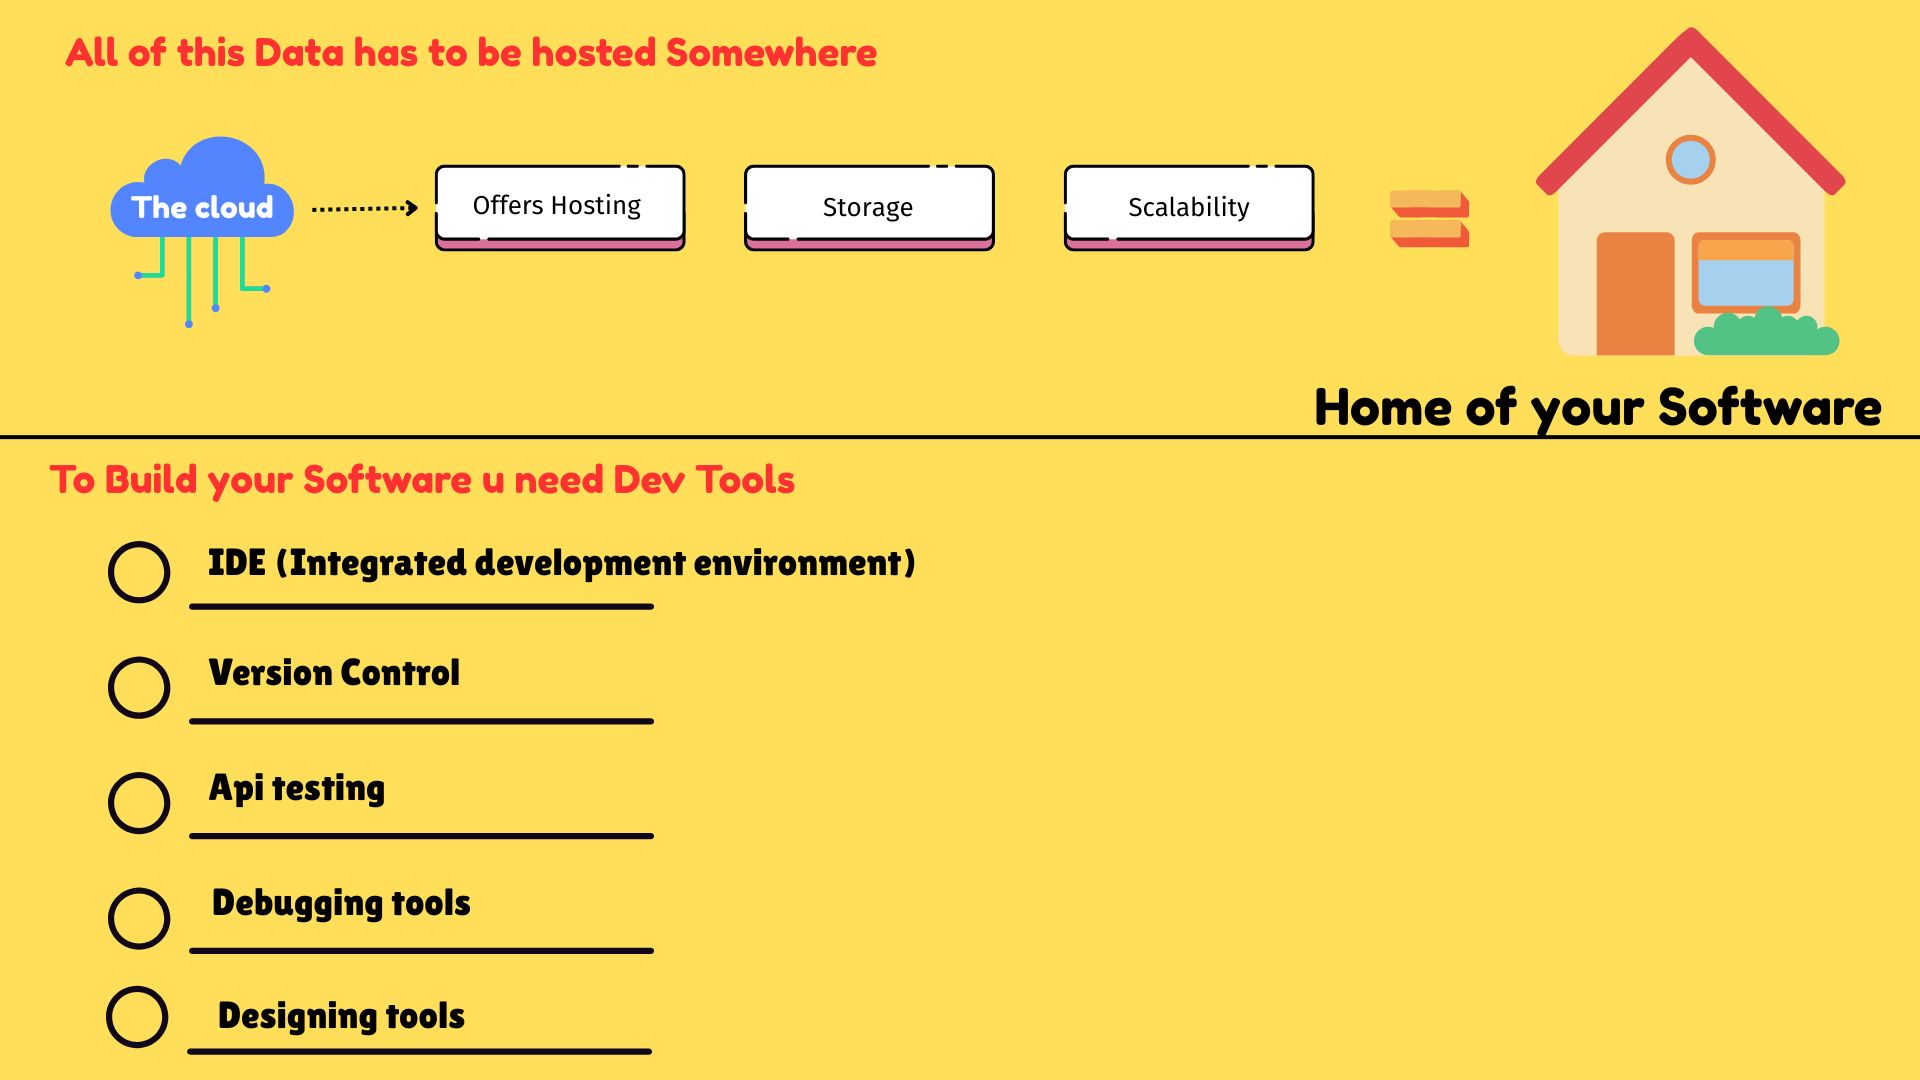 All of this Data has to be hosted Somewhere
The cloud
Offers Hosting
Storage
Scalability
Home of your Software
To Build your Software u need Dev Tools
IDE (Integrated development environment)
Version Control
Api testing
Debugging tools
Designing tools